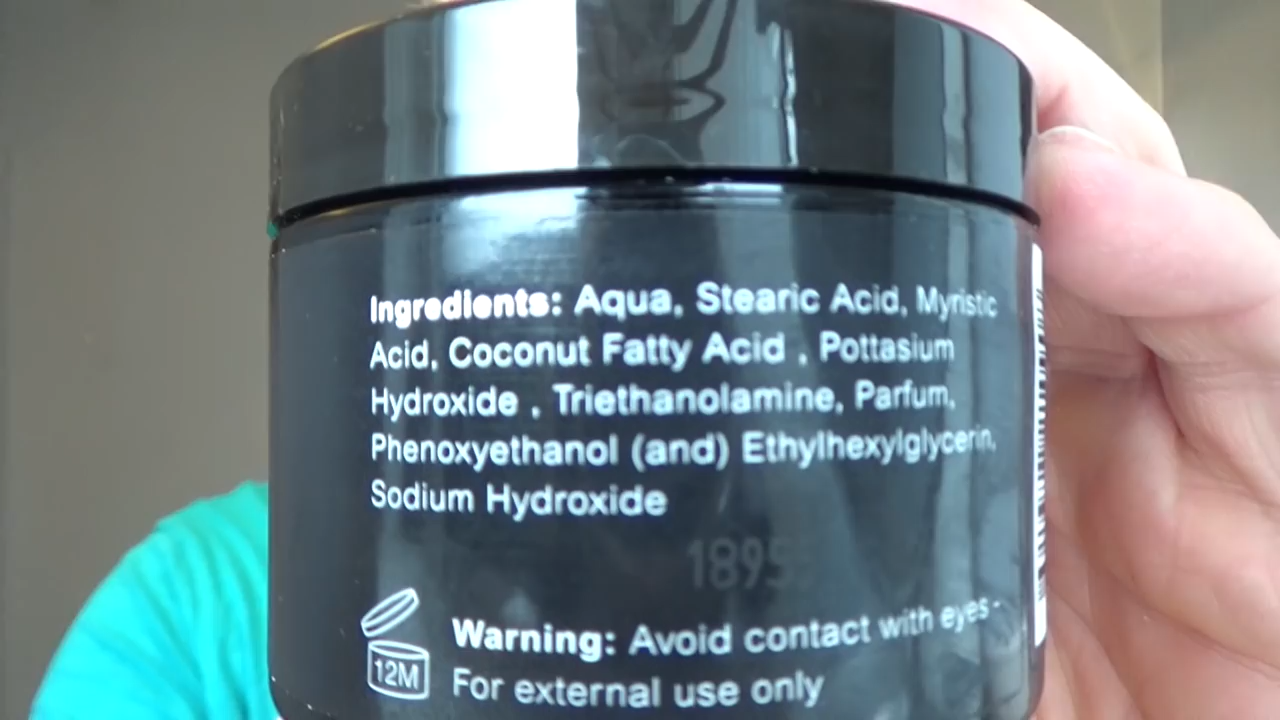 Ingredients: Aqua, Stearic Acid, Myristic
Acid, Coconut Fatty Acid , Pottasium
Hydroxide , Triethanolamine, Parfum,
Phenoxyethanol (and) Ethylhexylglycerin,
Sodium Hydroxide
1895
Warning: Avoid contact with eyes -
For external use only
12M